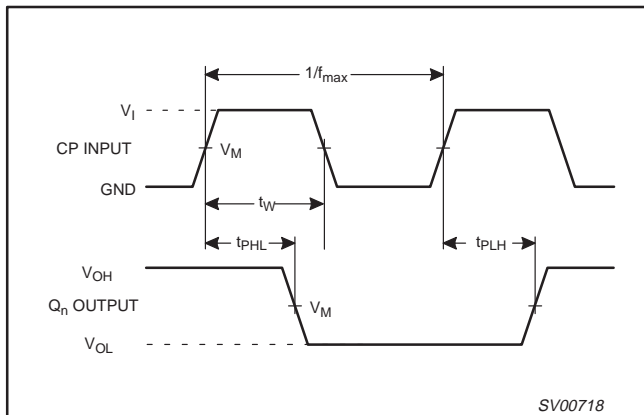 1/fmax
VI
CP INPUT
VM
GND
tW
tPHL
tPLH
VOH
Qn OUTPUT
VM
VOL
SV00718